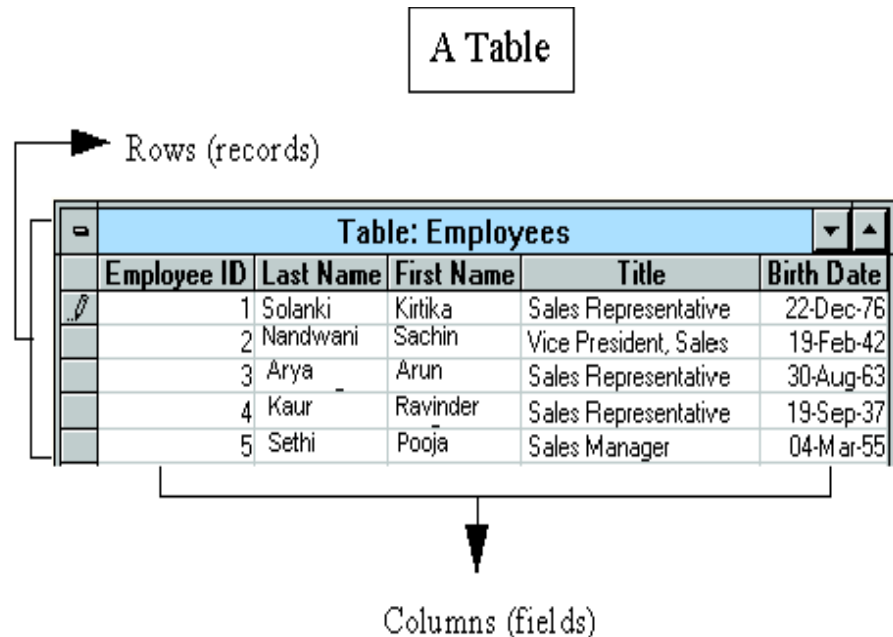 A Table
Rows (records)
Table: Employees
Employee ID Last Name First Name Title Birth Date
1 Solanki Kirtika Sales Representative 22-Dec-76
2 Nandwani Sachin Vice President, Sales 19-Feb-42
3 Arya Arun Sales Representative 30-Aug-63
4 Kaur Ravinder Sales Representative 19-Sep-37
5 Sethi Pooja Sales Manager 04-Mar-55
Columns (fields)